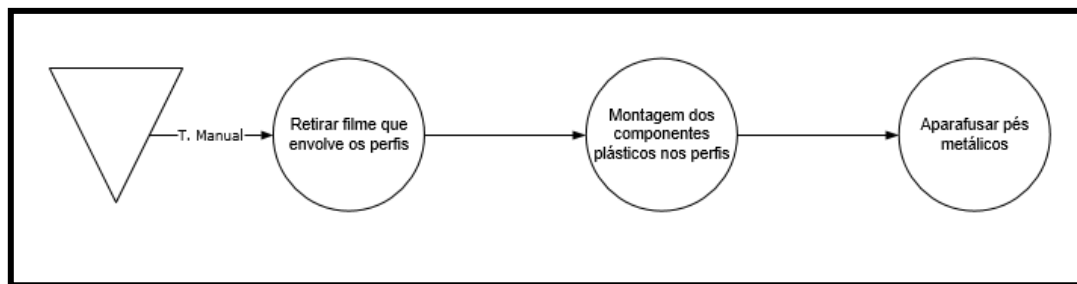 T. Manual
Retirar filme que
envolve os perfis
Montagem dos
componentes
plásticos nos perfis
Aparafusar pés
metálicos